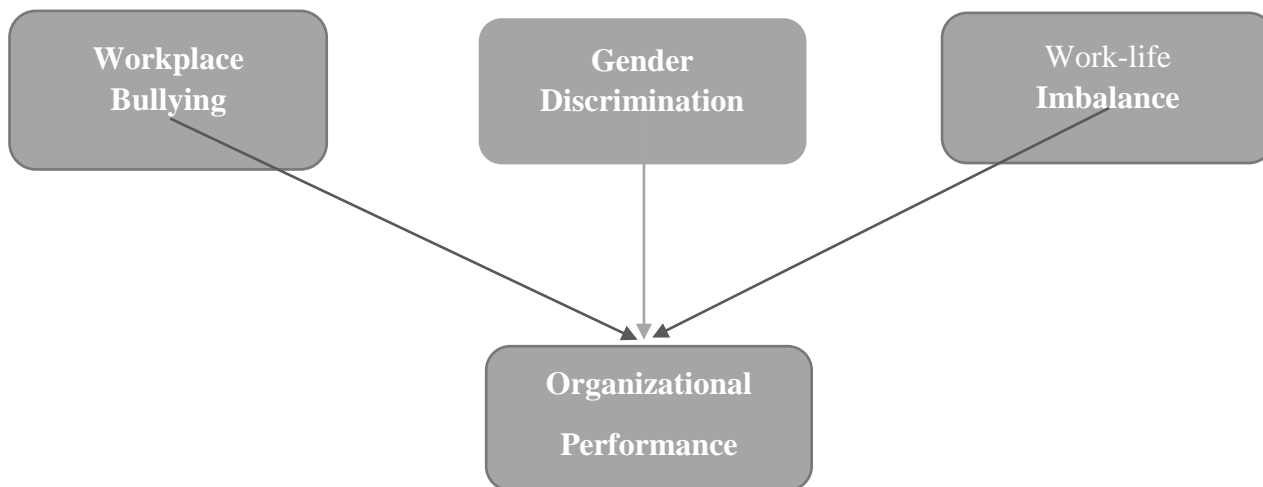 Workplace
Bullying
Gender
Discrimination
Work-life
Imbalance
Organizational
Performance